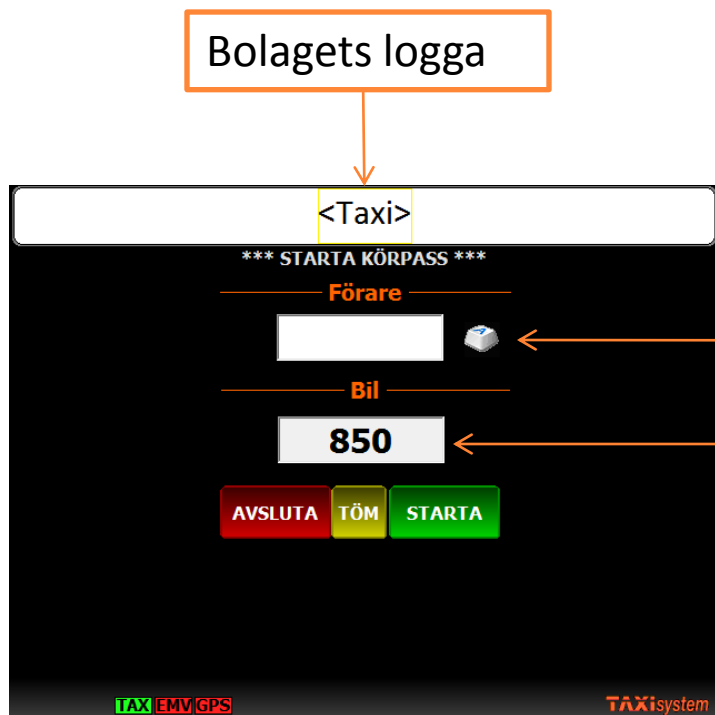 Bolagets logga
<Taxi>
*** STARTA KÖRPASS ***
Förare
Bil
850
AVSLUTA TÖM STARTA
TAX EMV GPS
TAXIsystem